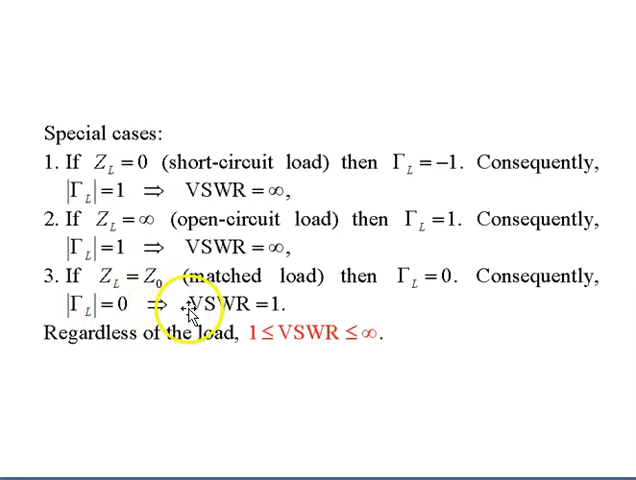 Special cases:
1. If Z_L = 0 (short-circuit load) then Γ_L = −1. Consequently,
|Γ_L| = 1 ⇒ VSWR = ∞,
2. If Z_L = ∞ (open-circuit load) then Γ_L = 1. Consequently,
|Γ_L| = 1 ⇒ VSWR = ∞,
3. If Z_L = Z_0 (matched load) then Γ_L = 0. Consequently,
|Γ_L| = 0 ⇒ VSWR = 1.
Regardless of the load, 1 ≤ VSWR ≤ ∞.